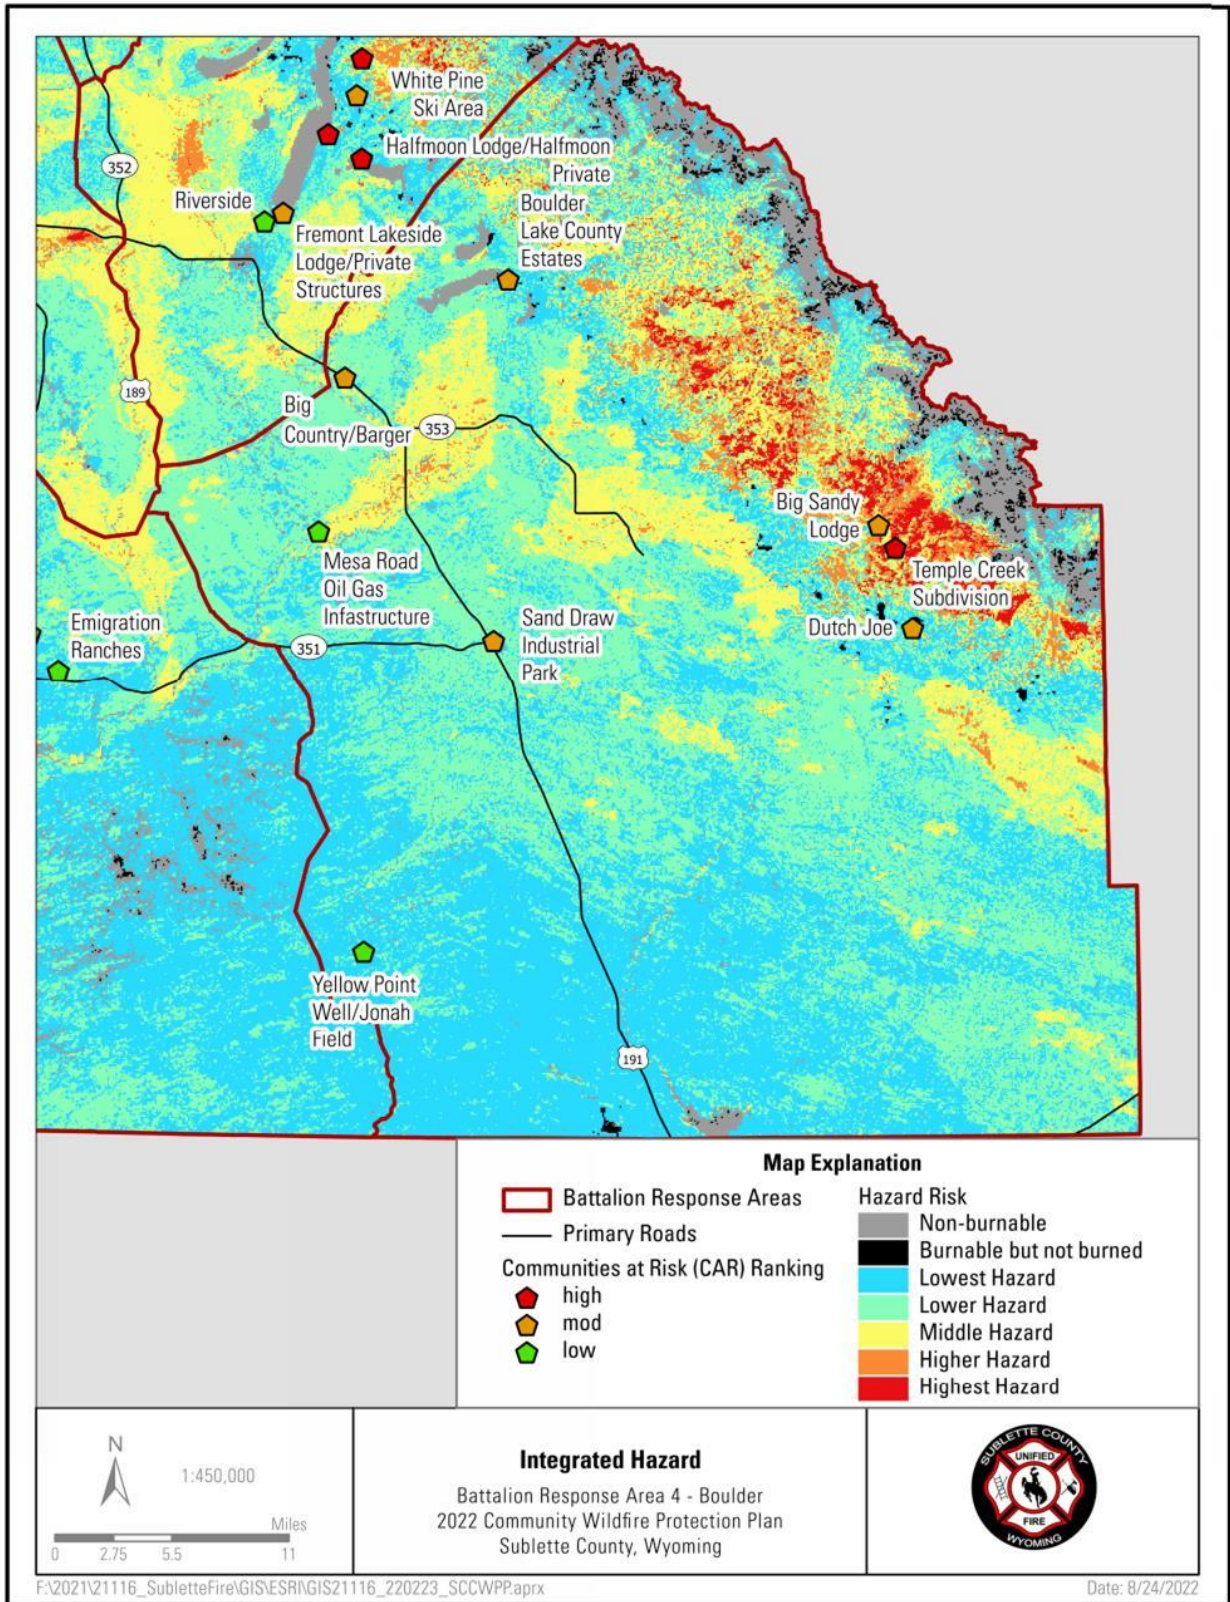 White Pine
Ski Area
352
Halfmoon Lodge/Halfmoon
Private
Riverside
Boulder
Lake County
Estates
Fremont Lakeside
Lodge/Private
Structures
189
Big
Country/Barger
353
Big Sandy
Lodge
Mesa Road
Oil Gas
Infastructure
Temple Creek
Subdivision
Emigration
Ranches
Sand Draw
Industrial
Park
Dutch Joe
351
Yellow Point
Well/Jonah
Field
191
Map Explanation
Battalion Response Areas
Primary Roads
Communities at Risk (CAR) Ranking
high
mod
low
Hazard Risk
Non-burnable
Burnable but not burned
Lowest Hazard
Lower Hazard
Middle Hazard
Higher Hazard
Highest Hazard
N
1:450,000
Miles
0 2.75 5.5 11
Integrated Hazard
Battalion Response Area 4 - Boulder
2022 Community Wildfire Protection Plan
Sublette County, Wyoming
SUBLETTE COUNTY
UNIFIED
FIRE
WYOMING
F:\2021\21116_SubletteFire\GIS\ESRI\GIS21116_220223_SCCWPP.aprx
Date: 8/24/2022